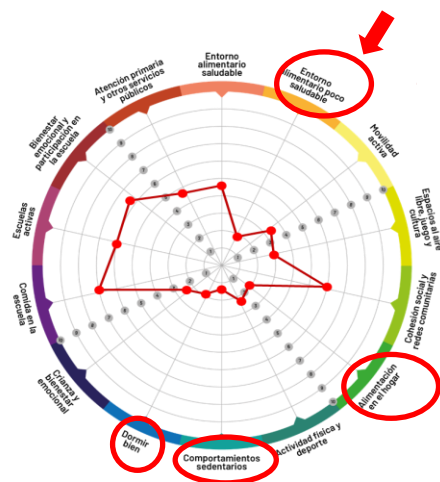 Entorno
alimentario
saludable
Entorno
alimentario poco
saludable
Movilidad
activa
Espacios al aire
libre, juego y
cultura
Cohesión social y
redes comunitarias
Alimentación
en el hogar
Actividad física y
deporte
Comportamientos
sedentarios
Dormir
bien
Crianza y
bienestar
emocional
Comida en la
escuela
Escuelas
activas
Bienestar
emocional y
participación en
la escuela
Atención primaria
y otros servicios
públicos